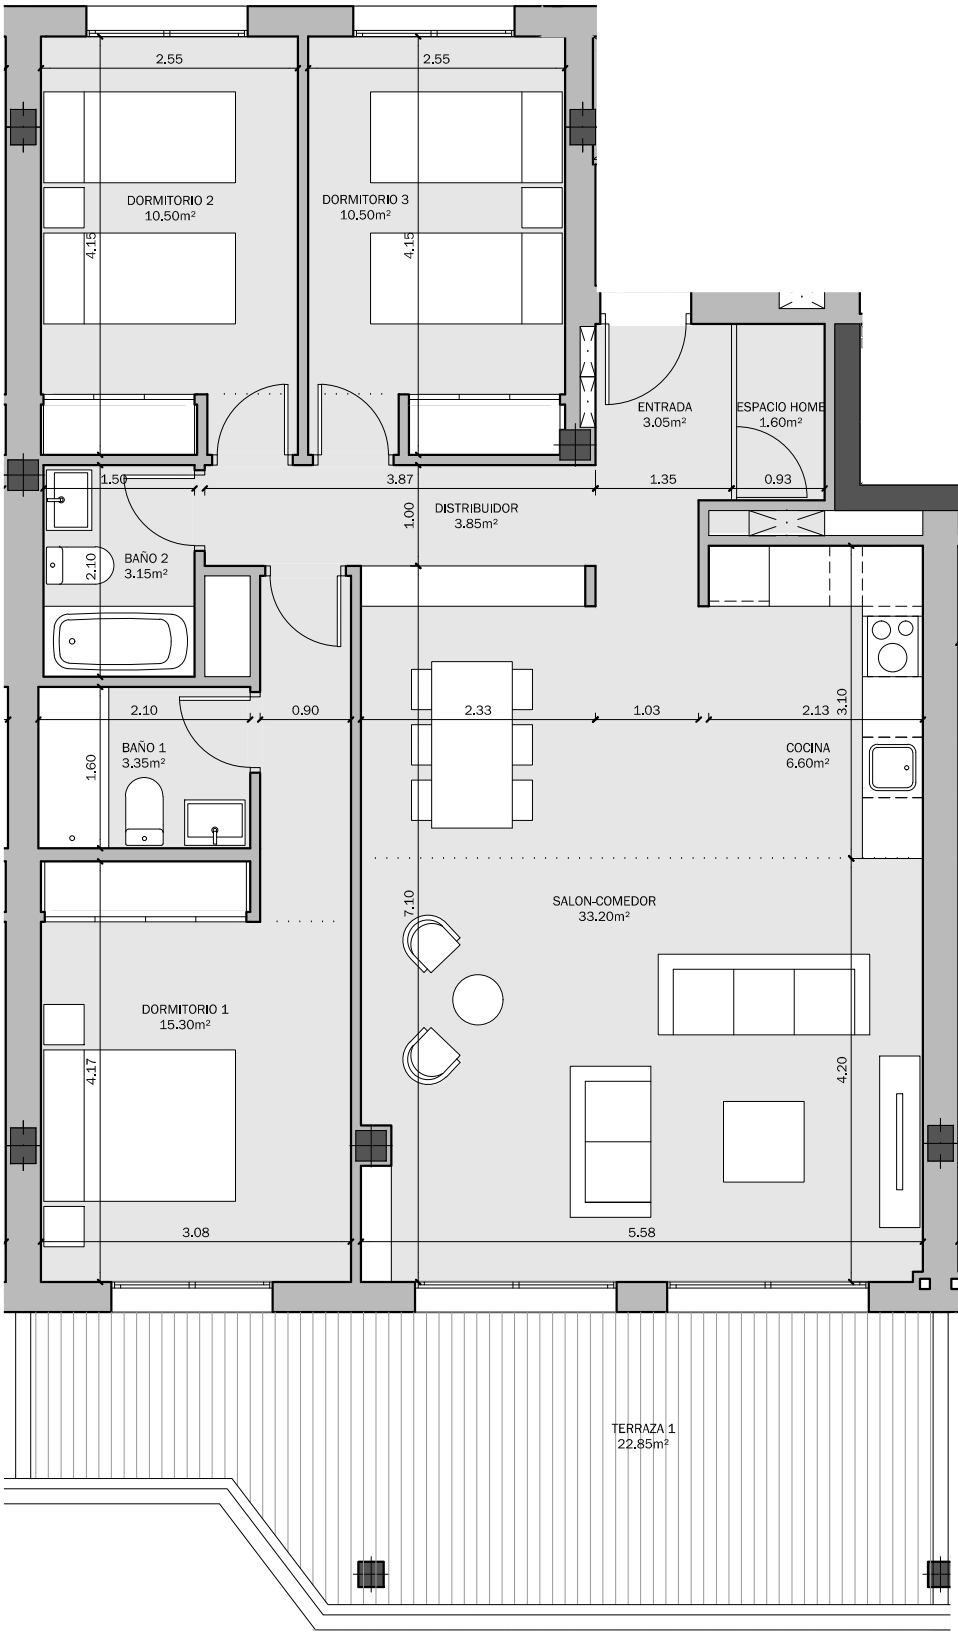 2.55
2.55
DORMITORIO 2
10.50m²
DORMITORIO 3
10.50m²
4.15
4.15
ENTRADA
3.05m²
ESPACIO HOME
1.60m²
1.50
3.87
1.35
0.93
DISTRIBUIDOR
3.85m²
1.00
BAÑO 2
3.15m²
2.10
2.10
0.90
2.33
1.03
2.13
3.10
BAÑO 1
3.35m²
1.60
COCINA
6.60m²
SALON-COMEDOR
33.20m²
7.10
DORMITORIO 1
15.30m²
4.17
4.20
3.08
5.58
TERRAZA 1
22.85m²